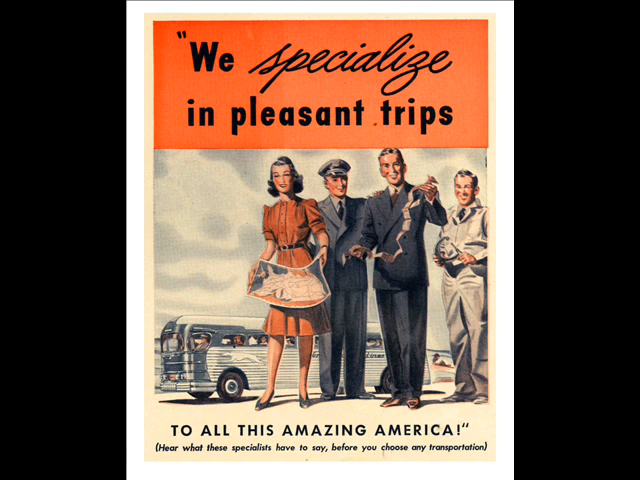 "We specialize
in pleasant trips
TO ALL THIS AMAZING AMERICA!"
(Hear what these specialists have to say, before you choose any transportation)